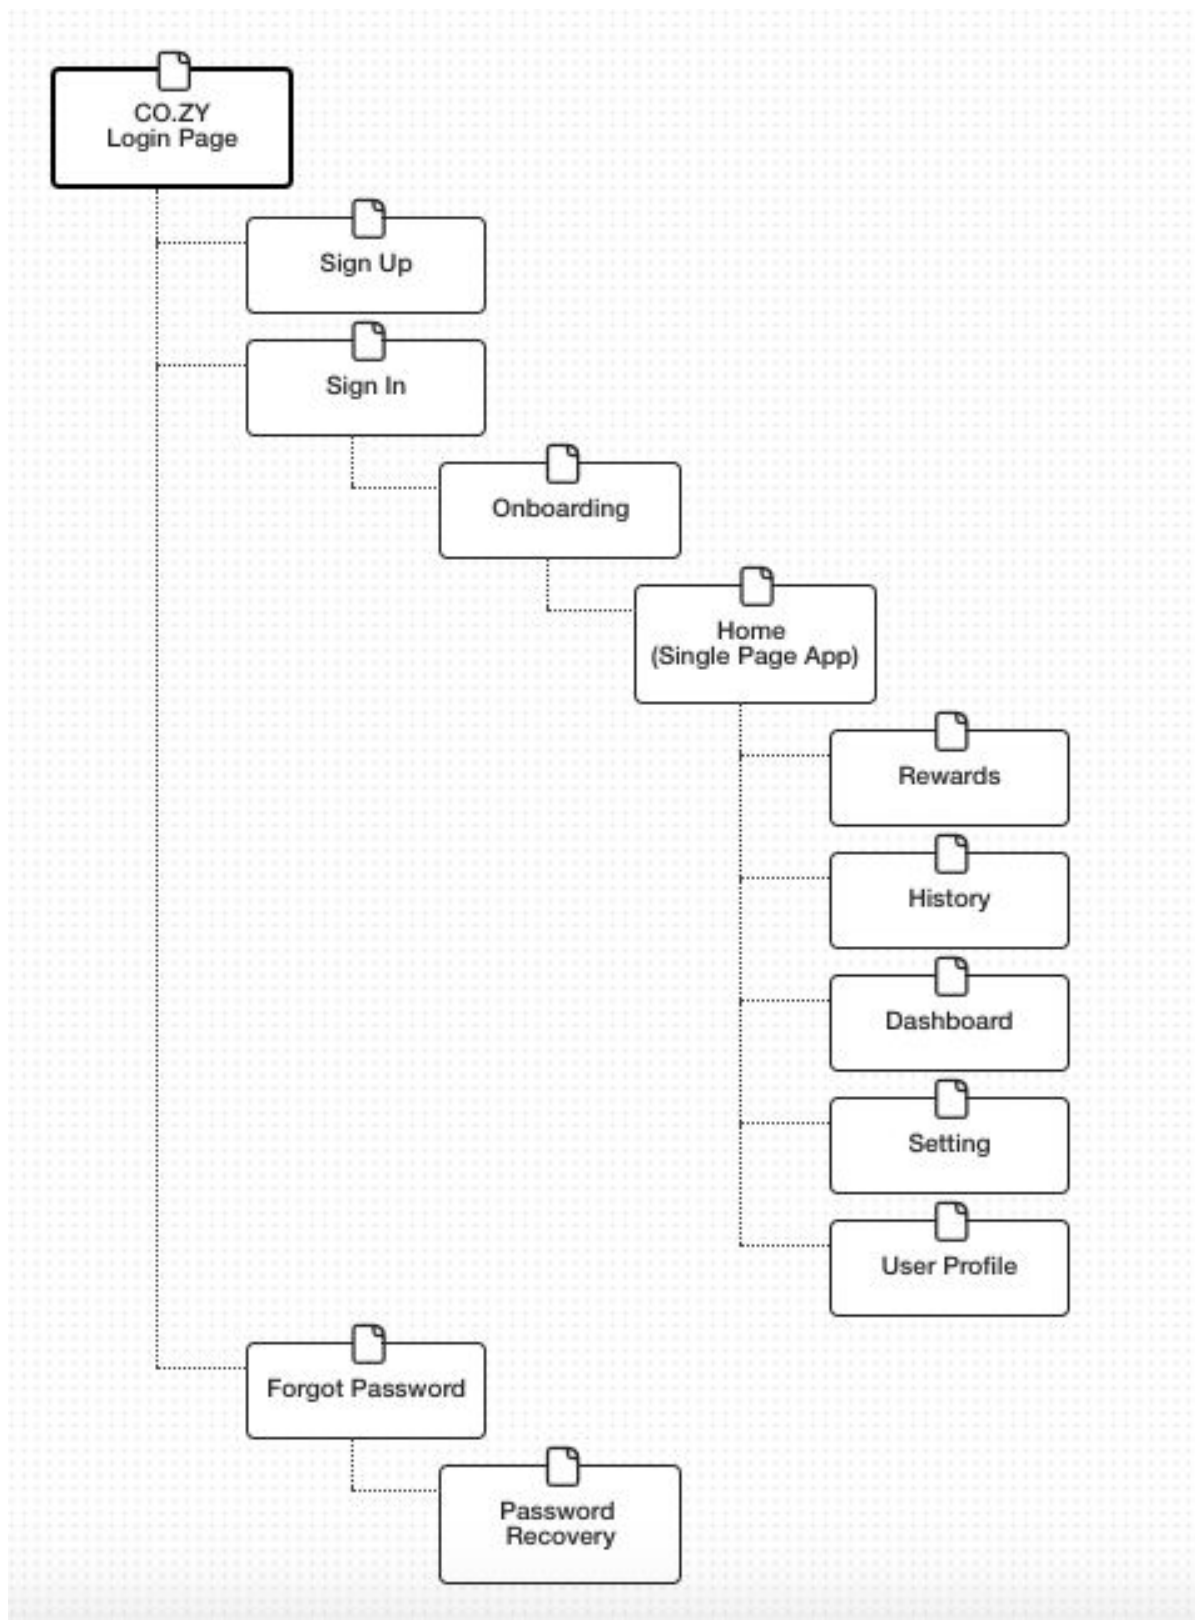 CO.ZY
Login Page
Sign Up
Sign In
Onboarding
Home
(Single Page App)
Rewards
History
Dashboard
Setting
User Profile
Forgot Password
Password
Recovery